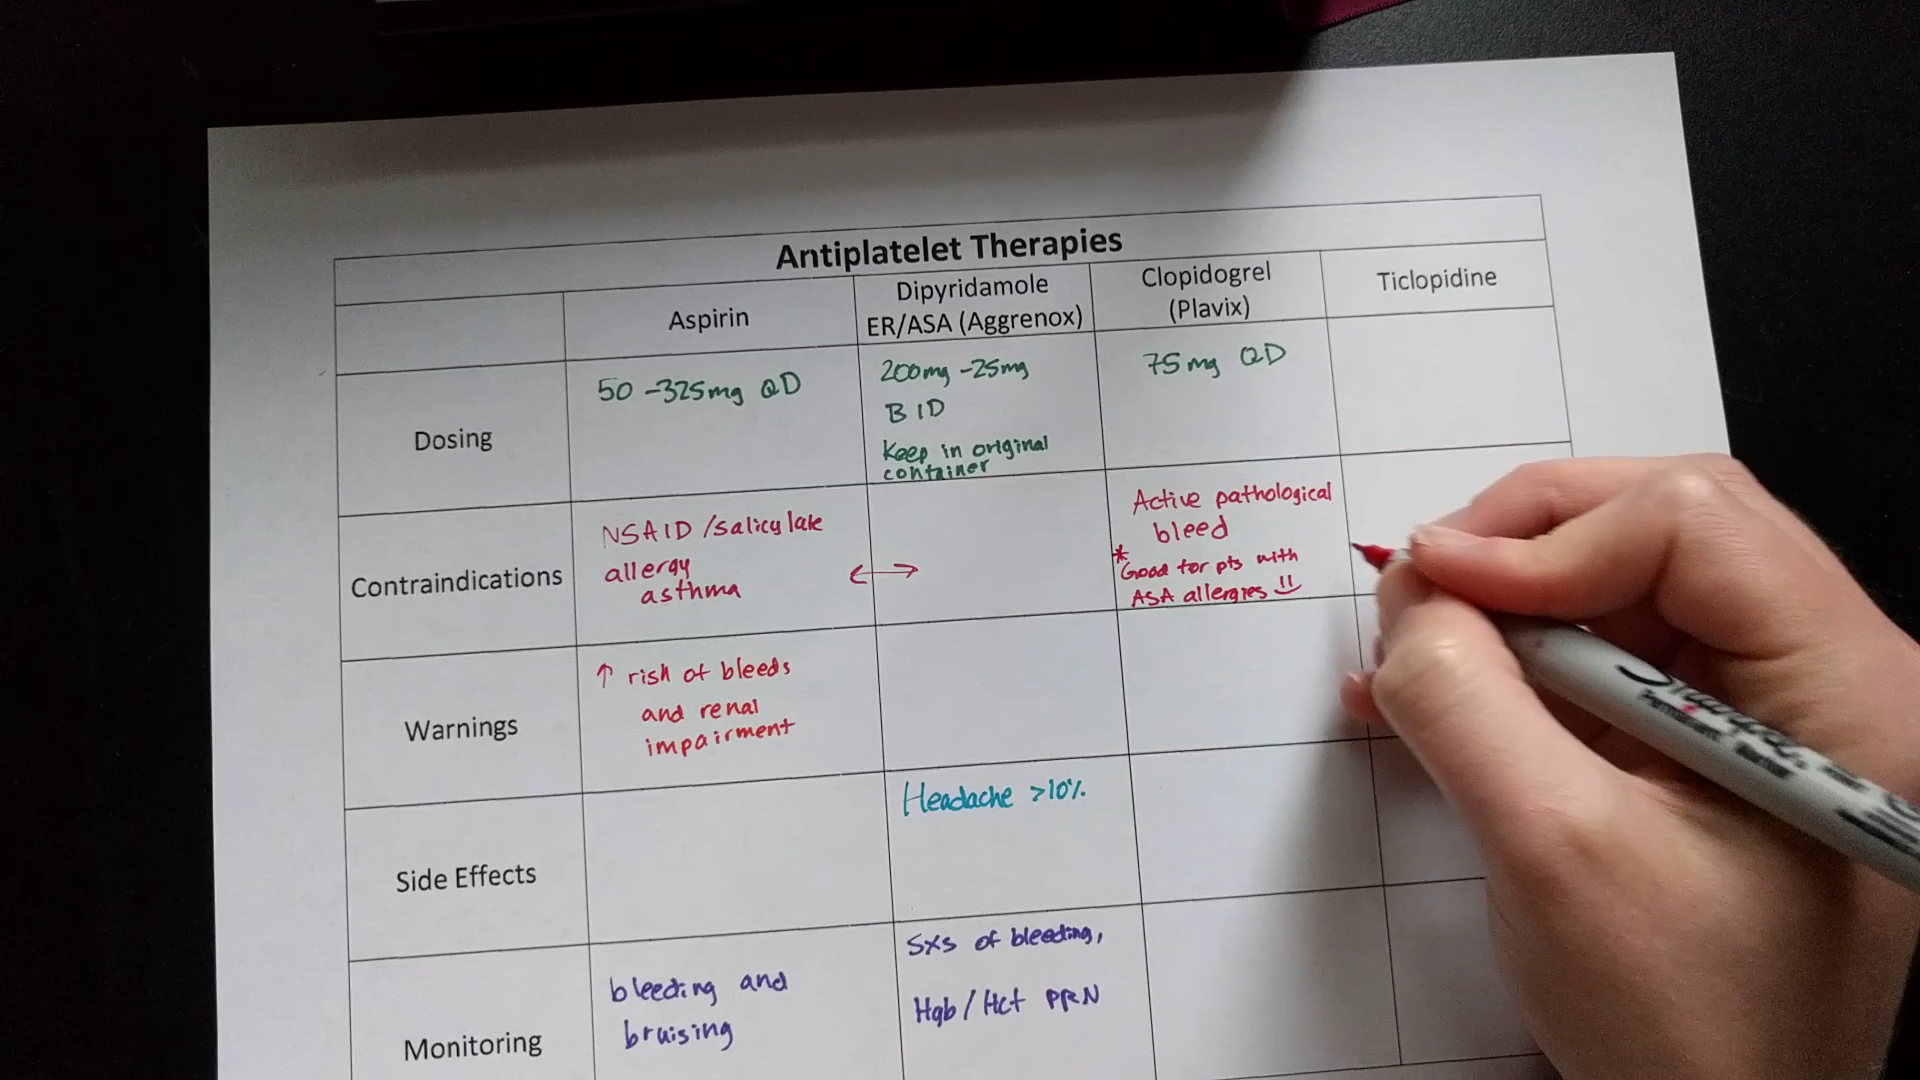 Antiplatelet Therapies
Aspirin
Dipyridamole
ER/ASA (Aggrenox)
Clopidogrel
(Plavix)
Ticlopidine
Dosing
50 - 325mg QD
200mg - 25mg
BID
Keep in original
container
75mg QD
Contraindications
NSAID/salicylate
allergy
asthma
Active pathological
bleed
* Good for pts with
ASA allergies
Warnings
↑ risk of bleeds
and renal
impairment
Side Effects
Headache >10%
Monitoring
bleeding and
bruising
Sxs of bleeding,
Hgb/Hct PRN
Sharpie